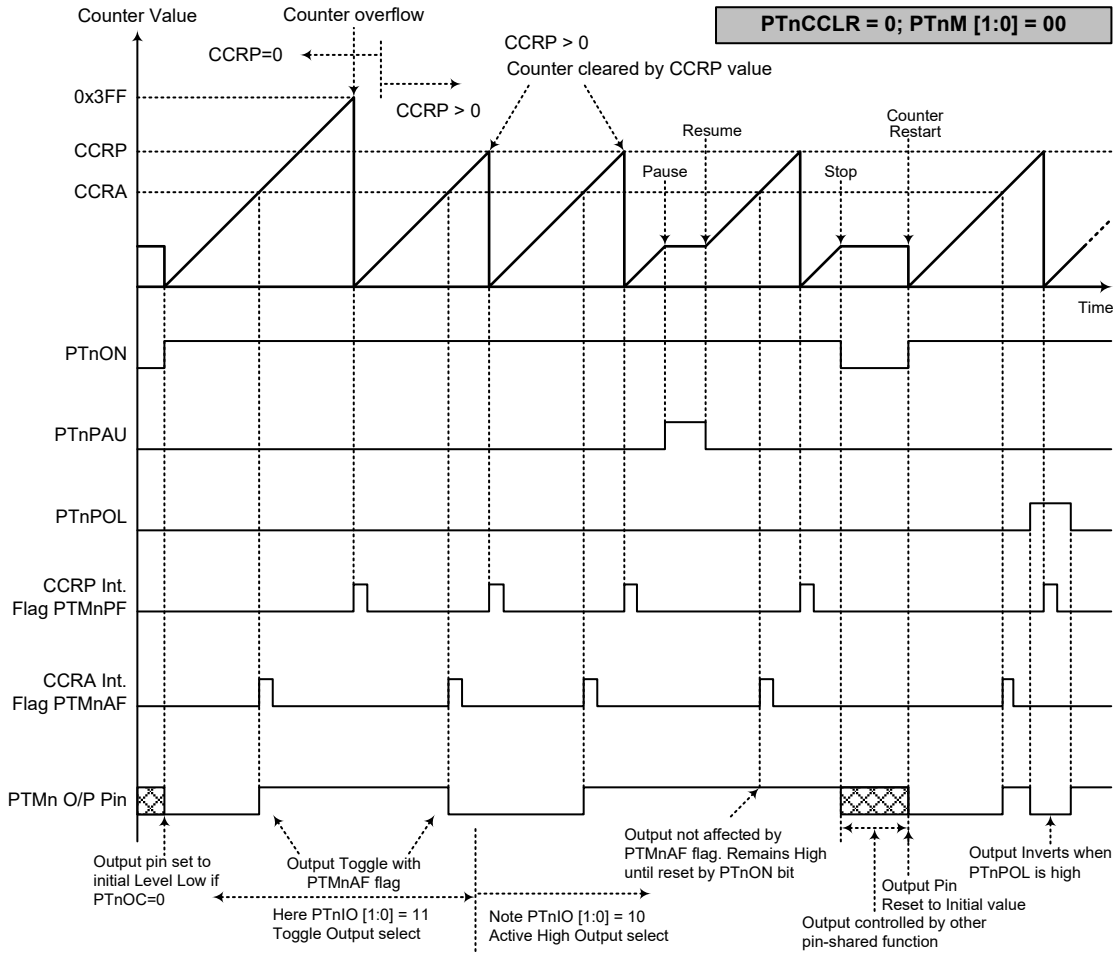 Counter Value
Counter overflow
PTnCCLR = 0; PTnM [1:0] = 00
CCRP=0
CCRP > 0
CCRP > 0
Counter cleared by CCRP value
0x3FF
CCRP
CCRA
Pause
Resume
Stop
Counter
Restart
Time
PTnON
PTnPAU
PTnPOL
CCRP Int.
Flag PTMnPF
CCRA Int.
Flag PTMnAF
PTMn O/P Pin
Output pin set to
initial Level Low if
PTnOC=0
Output Toggle with
PTMnAF flag
Here PTnIO [1:0] = 11
Toggle Output select
Note PTnIO [1:0] = 10
Active High Output select
Output not affected by
PTMnAF flag. Remains High
until reset by PTnON bit
Output Pin
Reset to Initial value
Output controlled by other
pin-shared function
Output Inverts when
PTnPOL is high